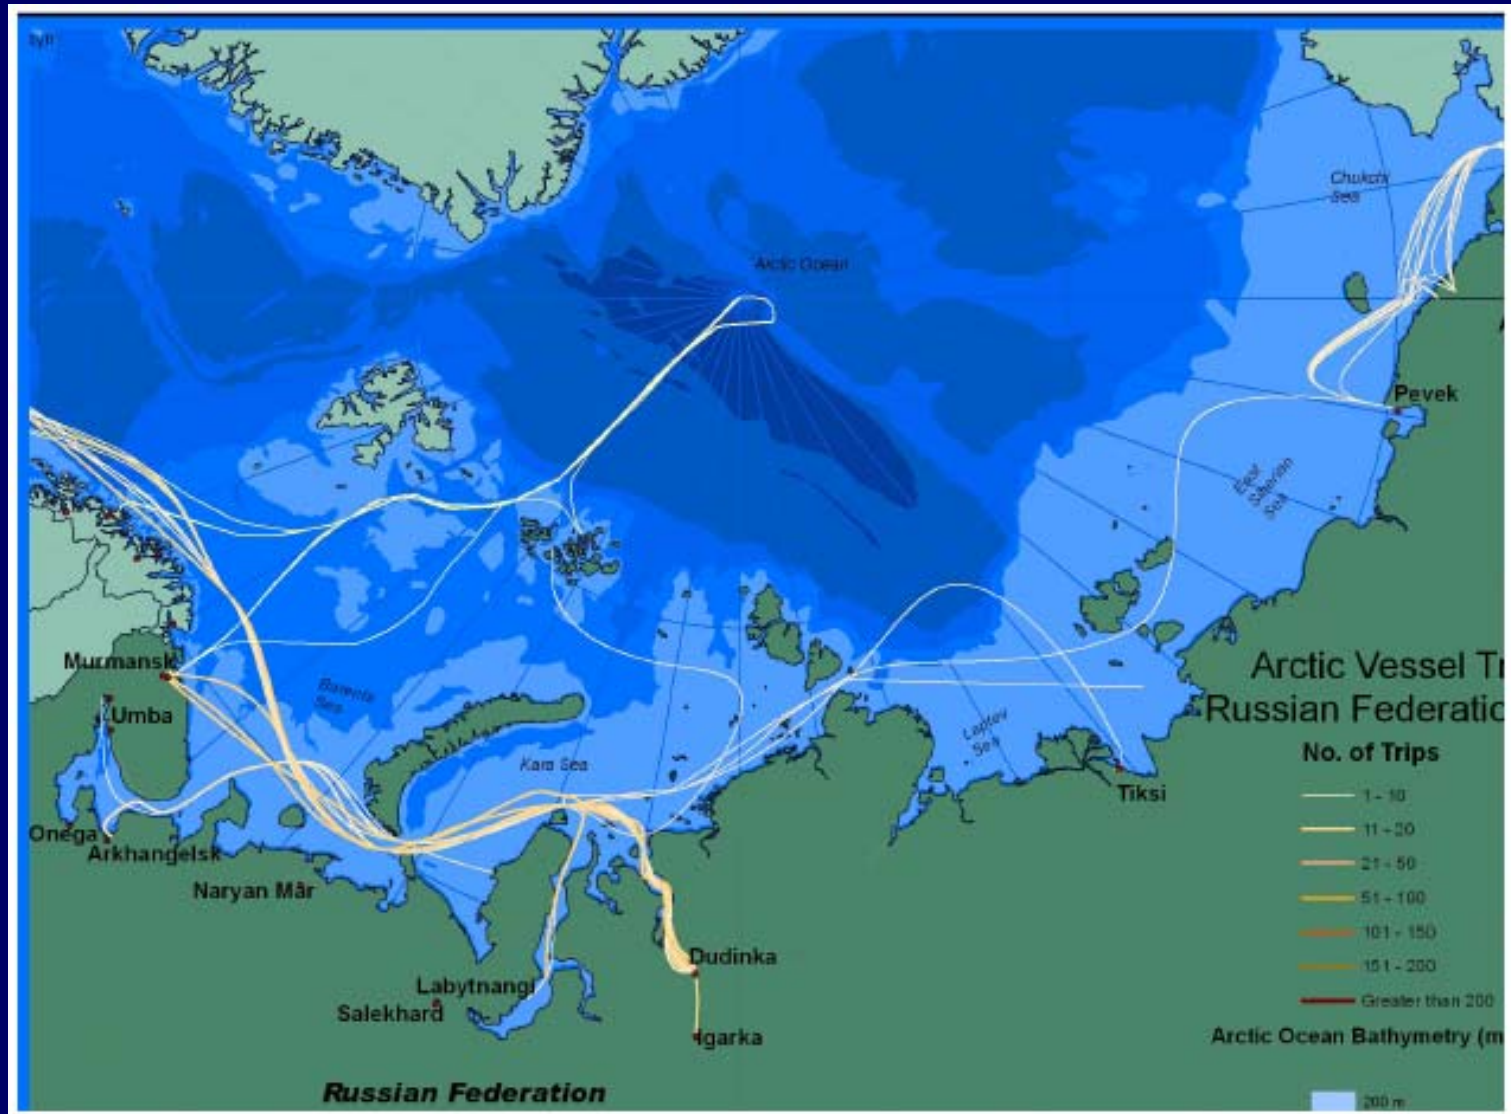 Arctic Ocean
Chukchi
Sea
Pevek
East
Siberian
Sea
Murmansk
Umba
Barents
Sea
Kara Sea
Laptev
Sea
Tiksi
Onega
Arkhangelsk
Naryan Mår
Dudinka
Labytnangi
Salekhard
Igarka
Russian Federation
Arctic Vessel Tr
Russian Federatio
No. of Trips
1 - 10
11 - 20
21 - 50
51 - 100
101 - 150
151 - 200
Greater than 200
Arctic Ocean Bathymetry (m
200 m